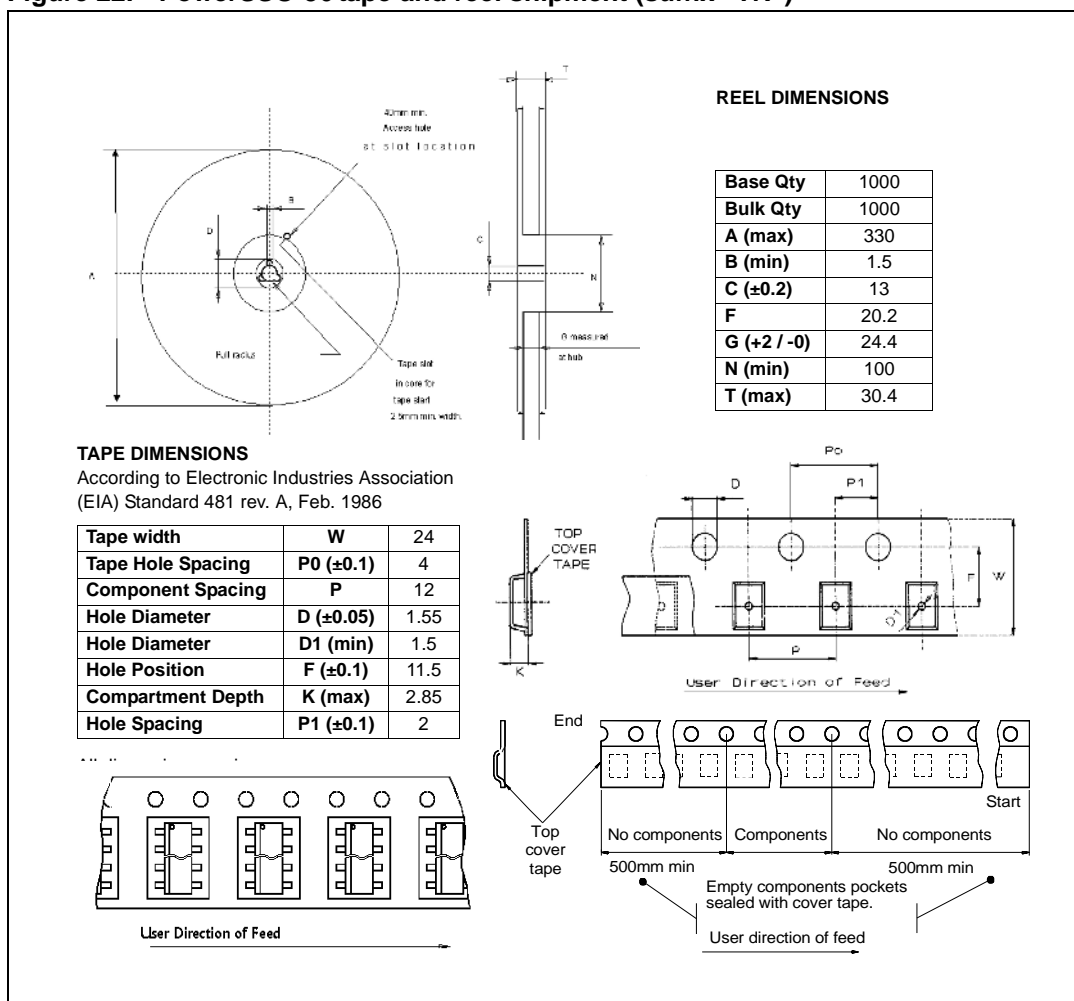 T
40mm min.
Access hole
at slot location
REEL DIMENSIONS
Base Qty 1000
Bulk Qty 1000
A (max) 330
B (min) 1.5
C (±0.2) 13
F 20.2
G (+2 / -0) 24.4
N (min) 100
T (max) 30.4
B
D
A
C
N
Full radius
Tape slot
in core for
tape start
2.5mm min. width.
G measured
at hub
TAPE DIMENSIONS
According to Electronic Industries Association
(EIA) Standard 481 rev. A, Feb. 1986
Tape width W 24
Tape Hole Spacing P0 (±0.1) 4
Component Spacing P 12
Hole Diameter D (±0.05) 1.55
Hole Diameter D1 (min) 1.5
Hole Position F (±0.1) 11.5
Compartment Depth K (max) 2.85
Hole Spacing P1 (±0.1) 2
Po
D
P1
TOP
COVER
TAPE
F
W
D1
K
P
User Direction of Feed
End
Start
Top
cover
tape
No components
Components
No components
500mm min
500mm min
Empty components pockets
sealed with cover tape.
User direction of feed
User Direction of Feed